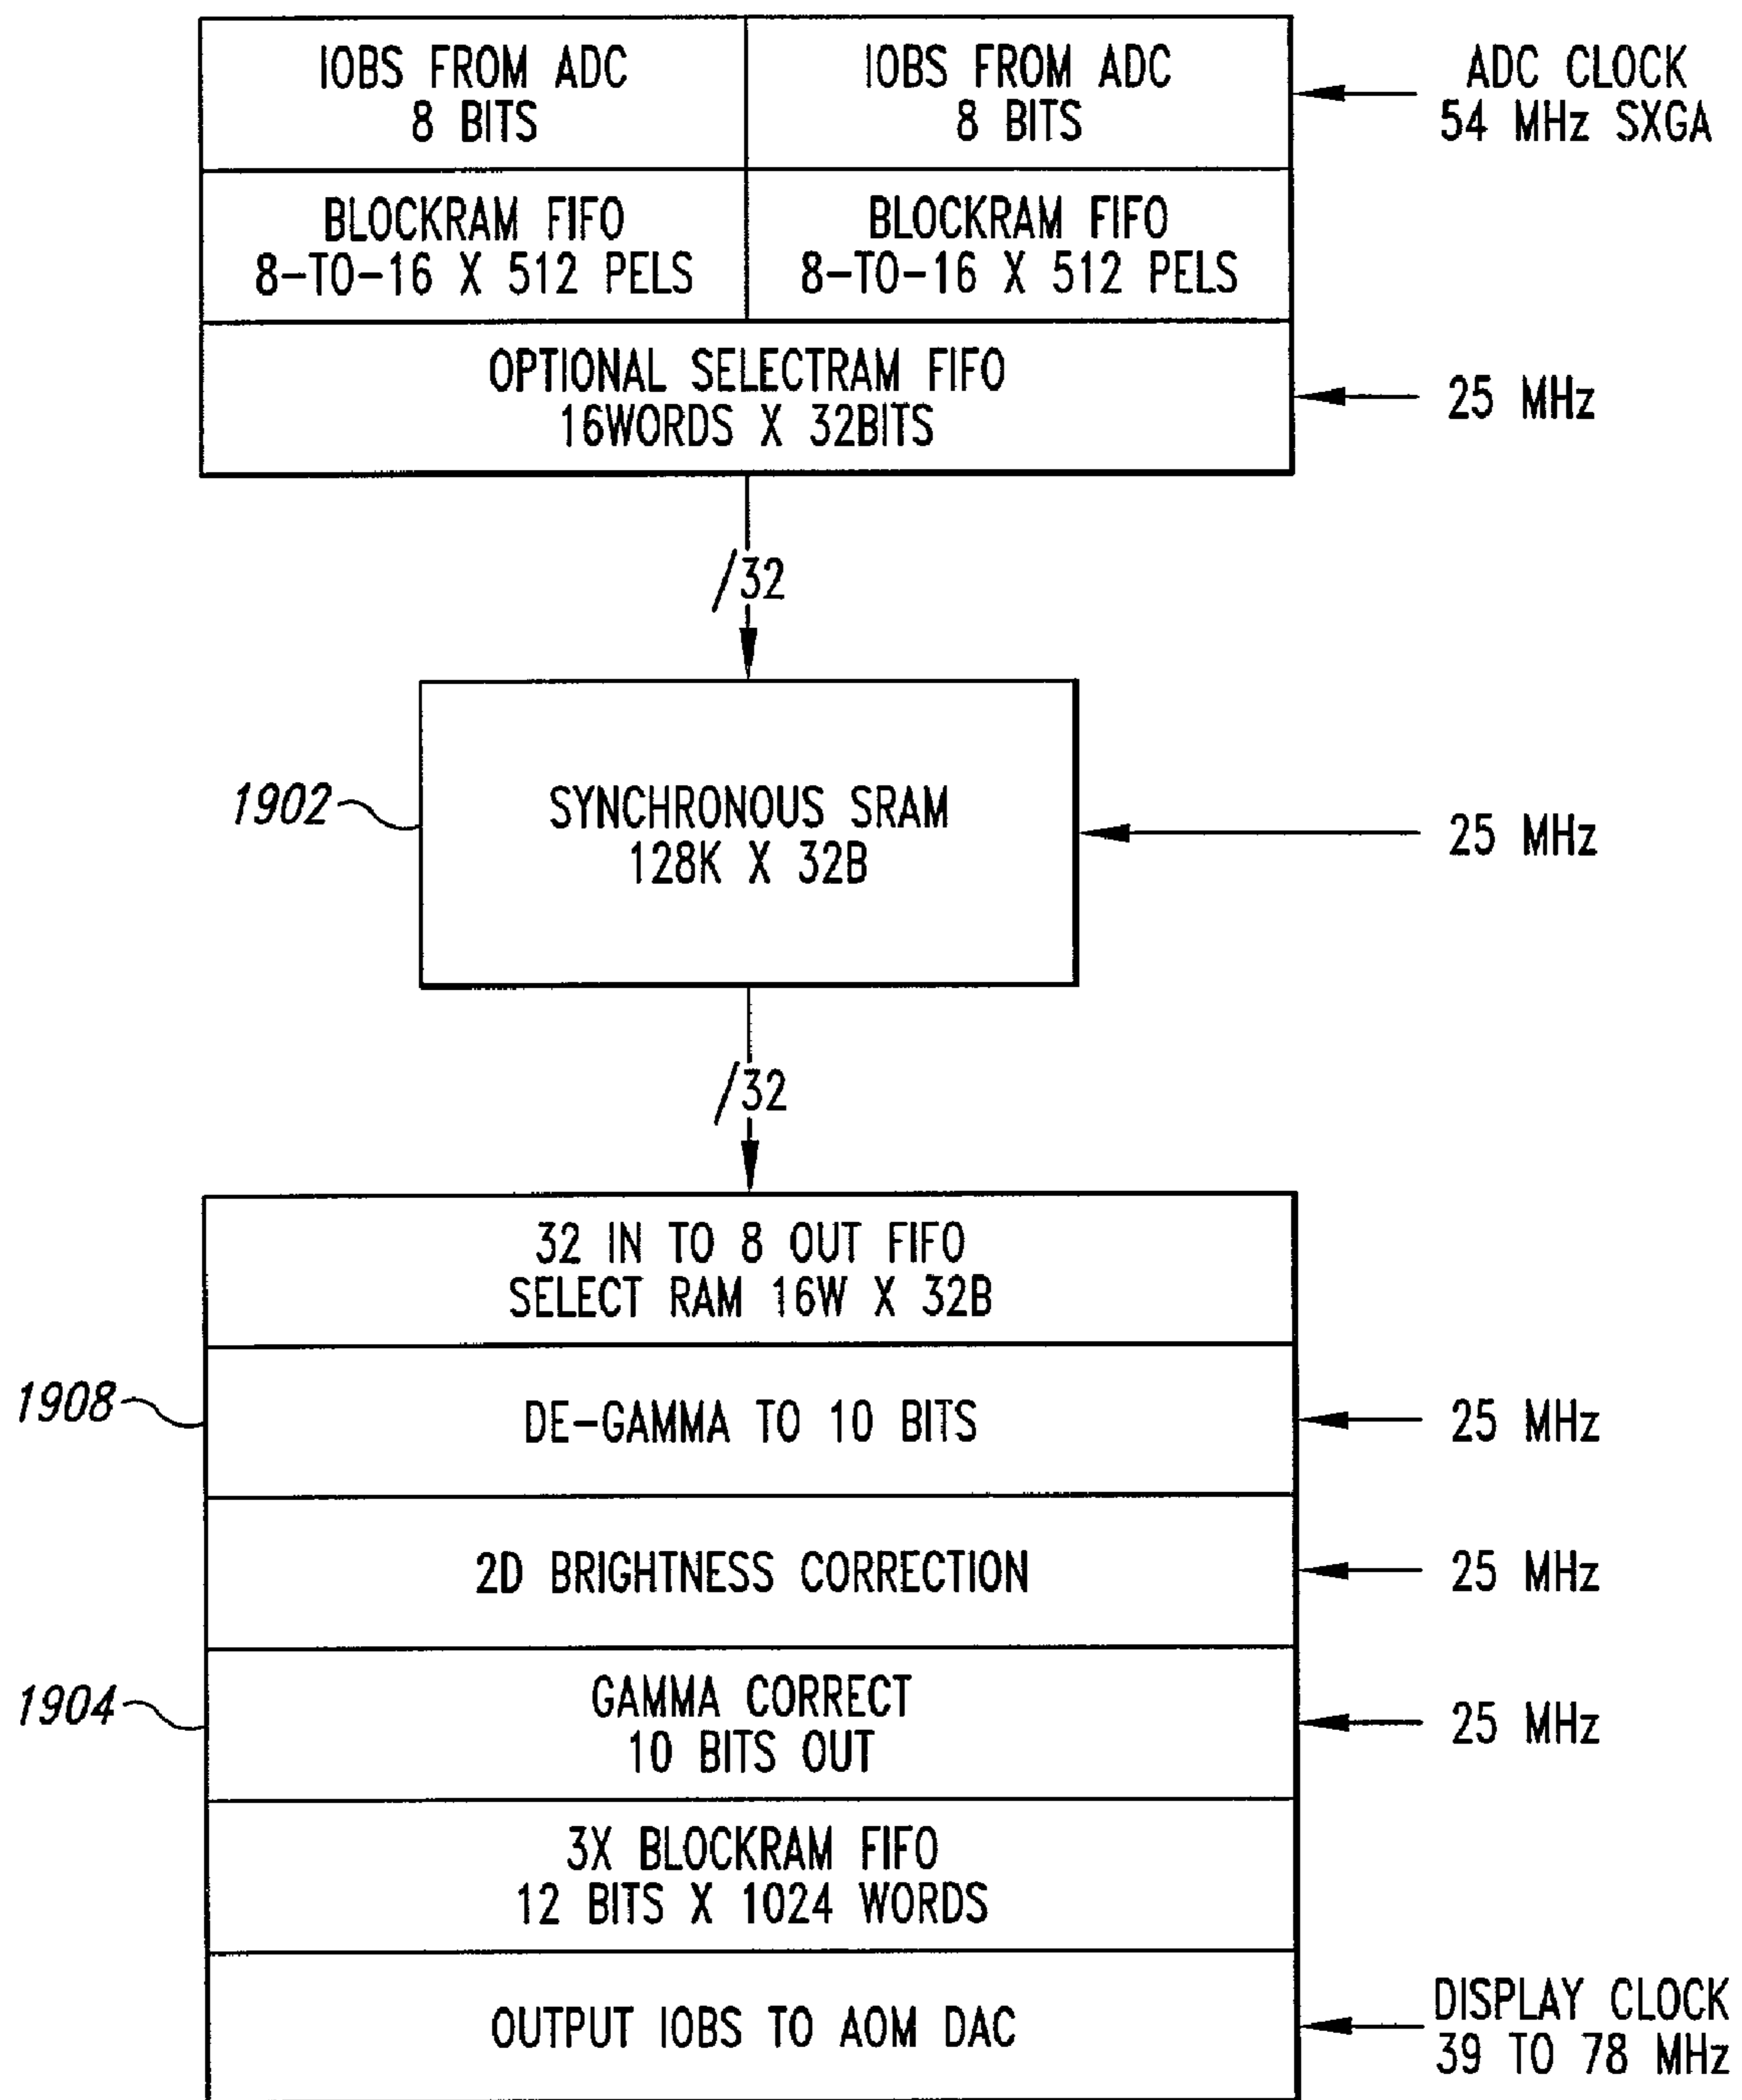 IOBS FROM ADC
8 BITS
IOBS FROM ADC
8 BITS
ADC CLOCK
54 MHz SXGA
BLOCKRAM FIFO
8-TO-16 X 512 PELS
BLOCKRAM FIFO
8-TO-16 X 512 PELS
OPTIONAL SELECTRAM FIFO
16WORDS X 32BITS
25 MHz
/32
1902
SYNCHRONOUS SRAM
128K X 32B
25 MHz
/32
32 IN TO 8 OUT FIFO
SELECT RAM 16W X 32B
1908
DE-GAMMA TO 10 BITS
25 MHz
2D BRIGHTNESS CORRECTION
25 MHz
1904
GAMMA CORRECT
10 BITS OUT
25 MHz
3X BLOCKRAM FIFO
12 BITS X 1024 WORDS
OUTPUT IOBS TO AOM DAC
DISPLAY CLOCK
39 TO 78 MHz